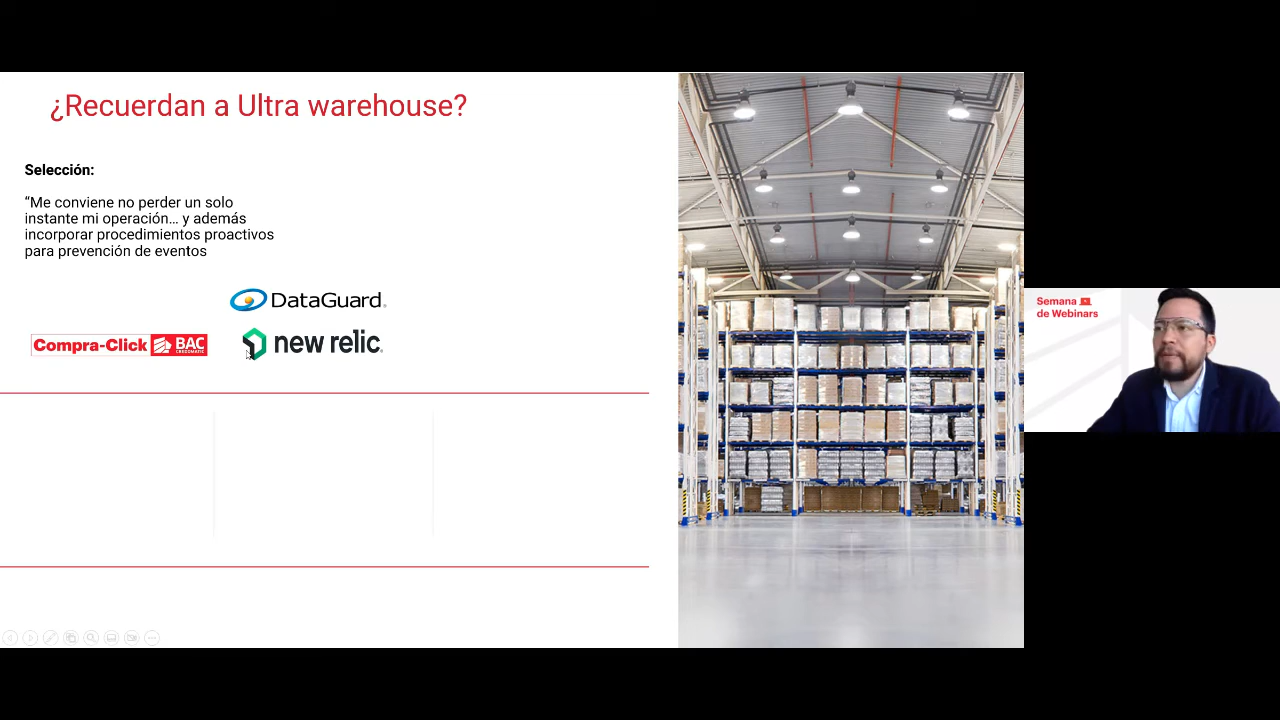 ¿Recuerdan a Ultra warehouse?
Selección:
“Me conviene no perder un solo
instante mi operación... y además
incorporar procedimientos proactivos
para prevención de eventos
DataGuard®
Compra-Click BAC
CREDOMATIC
new relic®
Semana
de Webinars